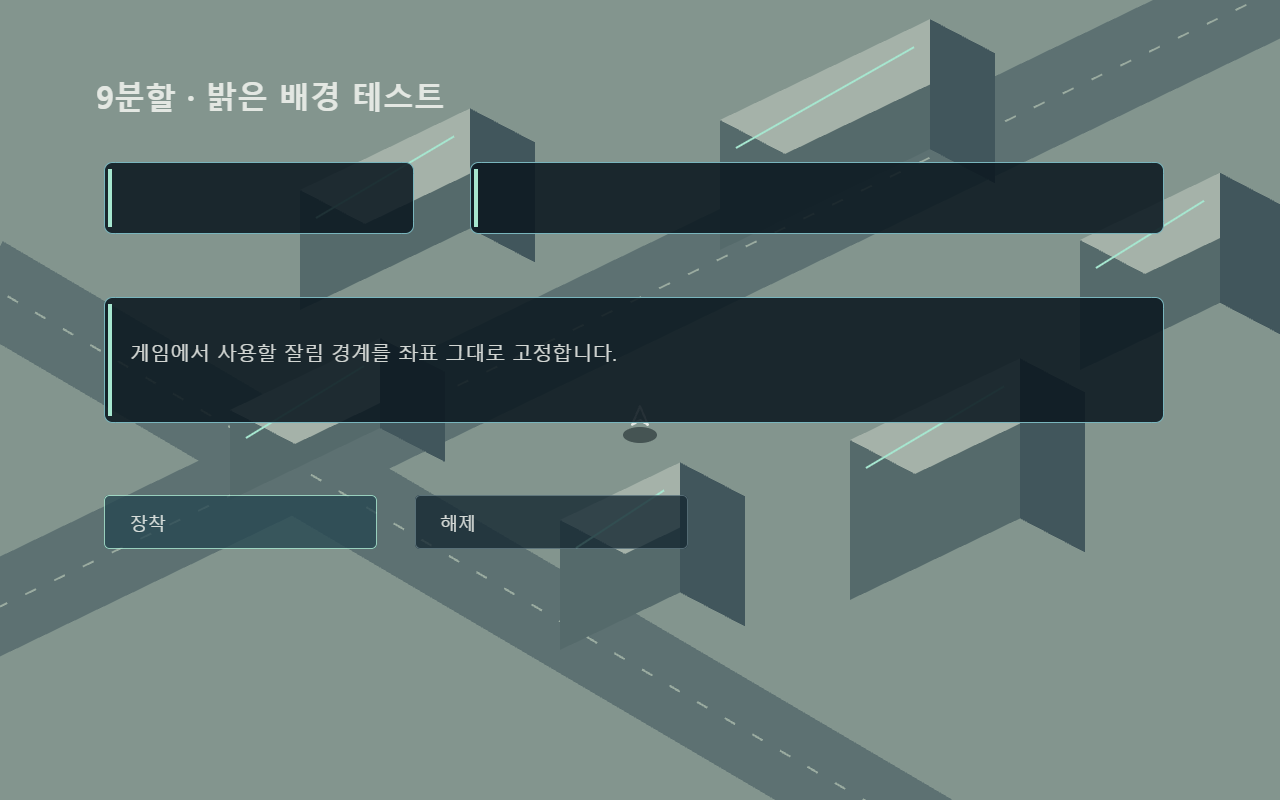 9분할 · 밝은 배경 테스트
게임에서 사용할 잘림 경계를 좌표 그대로 고정합니다.
장착
해제